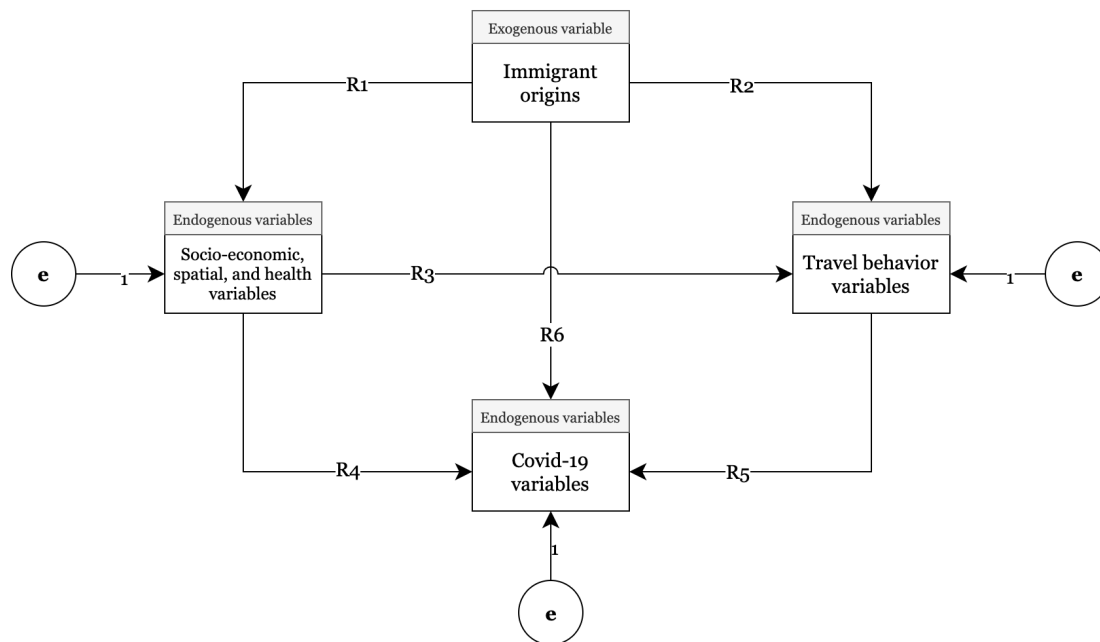 Exogenous variable
Immigrant
origins
R1
R2
Endogenous variables
Socio-economic,
spatial, and health
variables
Endogenous variables
Travel behavior
variables
e
1
R3
1
e
R6
Endogenous variables
Covid-19
variables
R4
R5
1
e